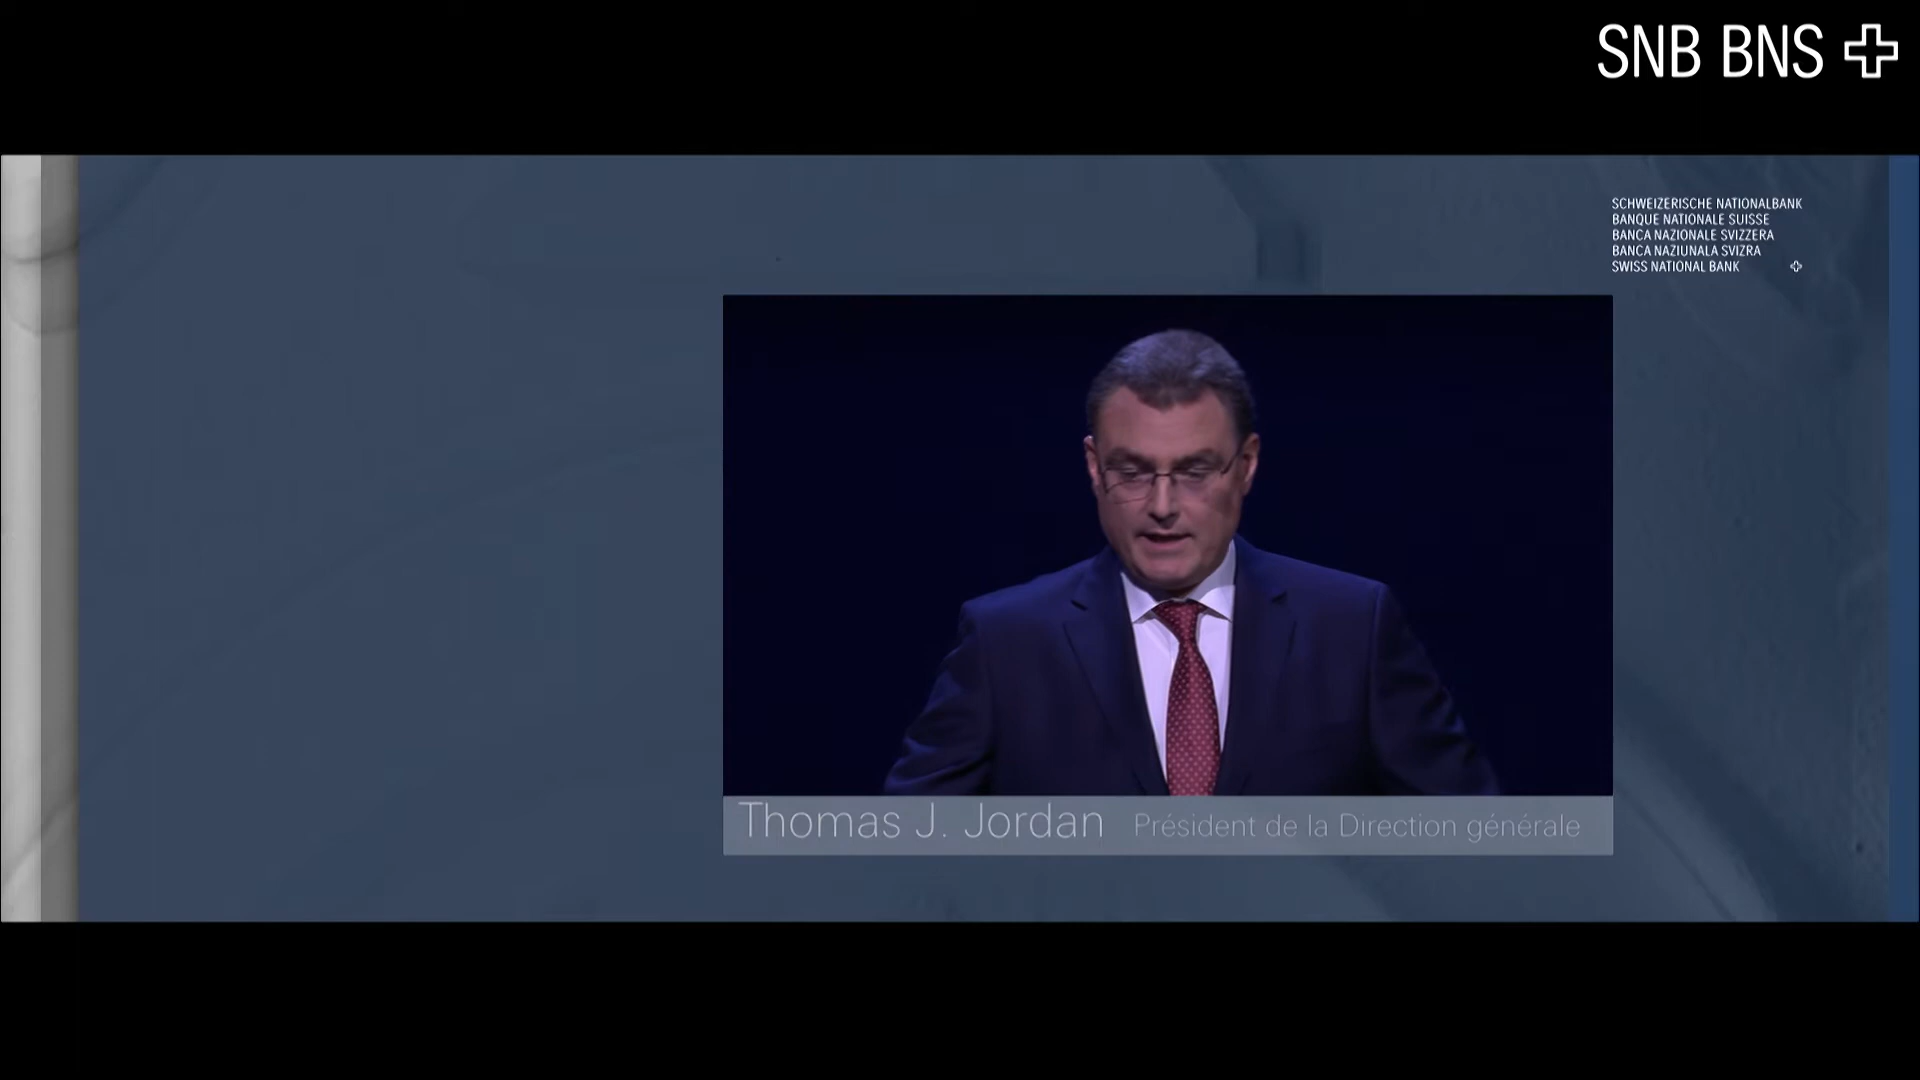 SNB BNS
SCHWEIZERISCHE NATIONALBANK
BANQUE NATIONALE SUISSE
BANCA NAZIONALE SVIZZERA
BANCA NAZIUNALA SVIZRA
SWISS NATIONAL BANK
Thomas J. Jordan Président de la Direction générale